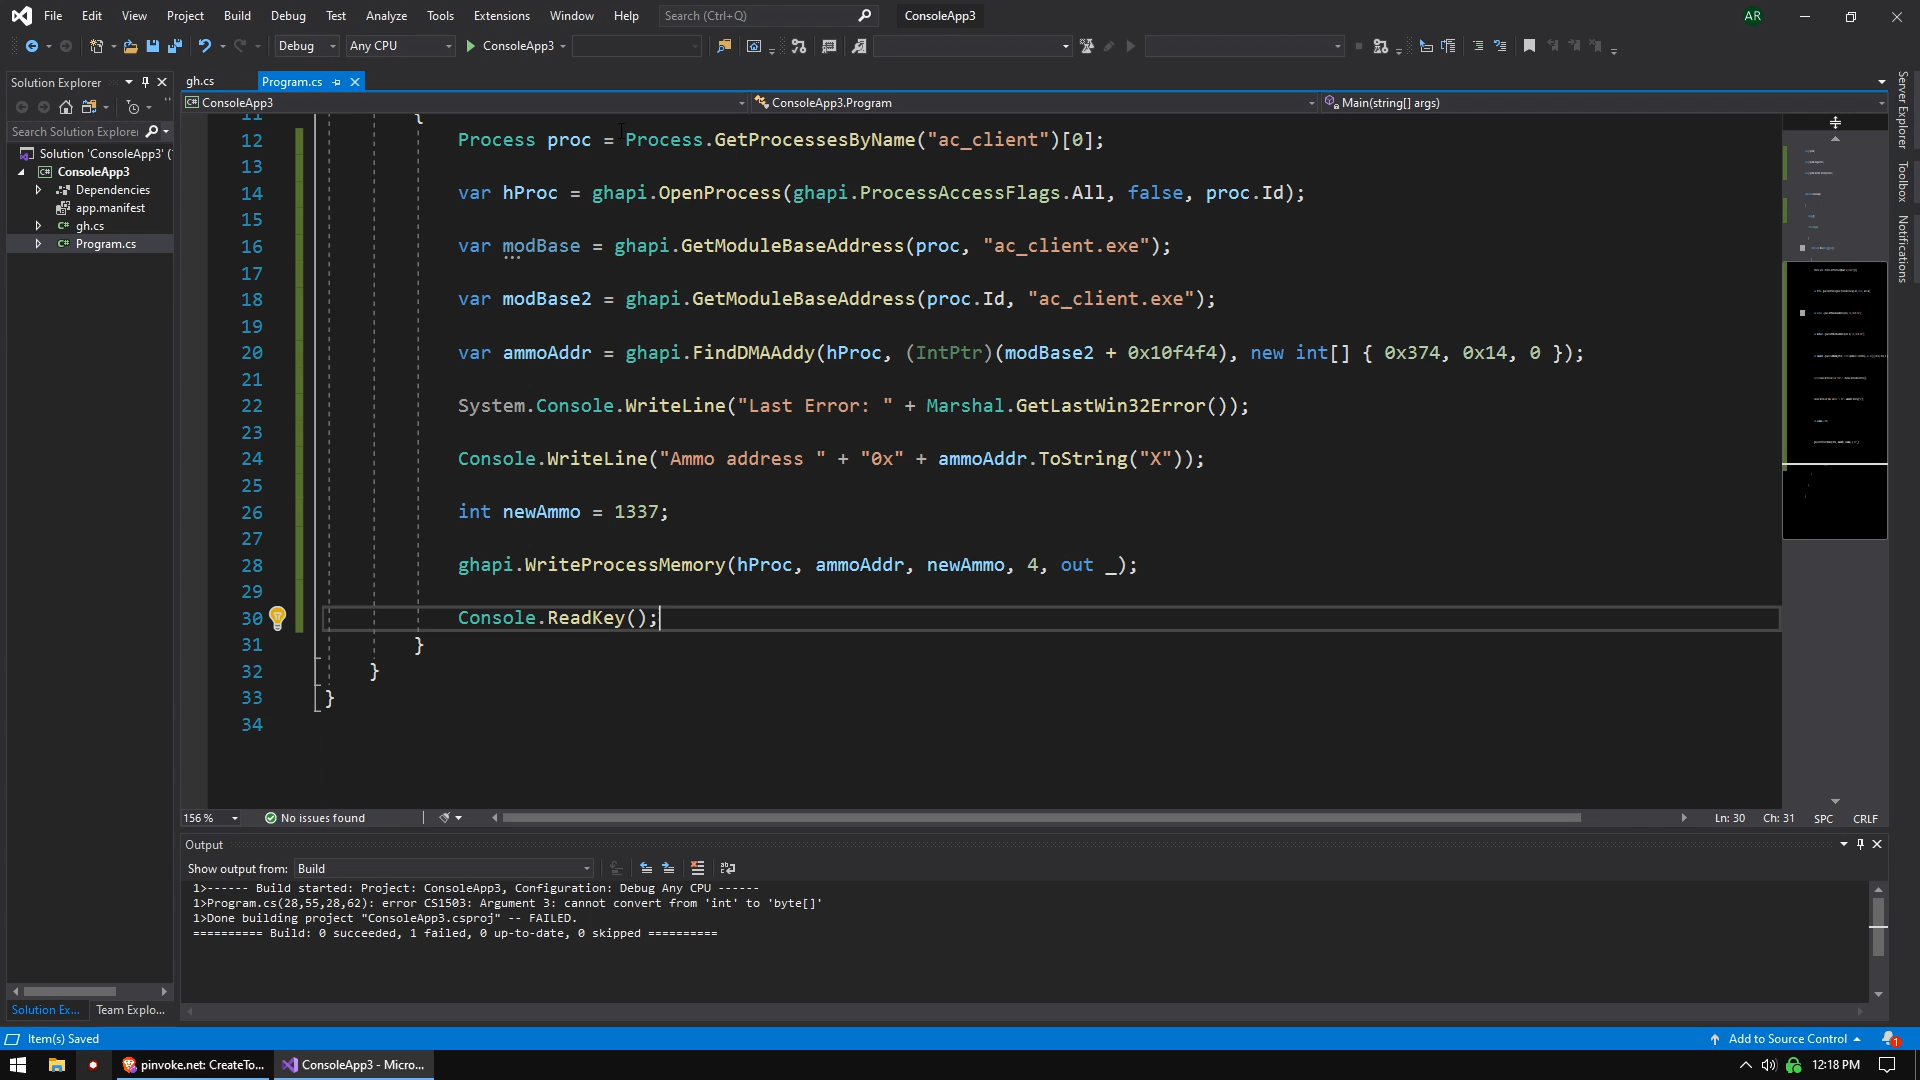 File Edit View Project Build Debug Test Analyze Tools Extensions Window Help Search (Ctrl+Q) ConsoleApp3 AR
Debug Any CPU ConsoleApp3
Solution Explorer
Search Solution Explorer
Solution 'ConsoleApp3' (
ConsoleApp3
Dependencies
app.manifest
gh.cs
Program.cs
gh.cs Program.cs
ConsoleApp3 ConsoleApp3.Program Main(string[] args)
11 {
12 Process proc = Process.GetProcessesByName("ac_client")[0];
13
14 var hProc = ghapi.OpenProcess(ghapi.ProcessAccessFlags.All, false, proc.Id);
15
16 var modBase = ghapi.GetModuleBaseAddress(proc, "ac_client.exe");
17
18 var modBase2 = ghapi.GetModuleBaseAddress(proc.Id, "ac_client.exe");
19
20 var ammoAddr = ghapi.FindDMAAddy(hProc, (IntPtr)(modBase2 + 0x10f4f4), new int[] { 0x374, 0x14, 0 });
21
22 System.Console.WriteLine("Last Error: " + Marshal.GetLastWin32Error());
23
24 Console.WriteLine("Ammo address " + "0x" + ammoAddr.ToString("X"));
25
26 int newAmmo = 1337;
27
28 ghapi.WriteProcessMemory(hProc, ammoAddr, newAmmo, 4, out _);
29
30 Console.ReadKey();
31 }
32 }
33 }
34
Server Explorer
Toolbox
Notifications
156 % No issues found Ln: 30 Ch: 31 SPC CRLF
Output
Show output from: Build
1>------ Build started: Project: ConsoleApp3, Configuration: Debug Any CPU ------
1>Program.cs(28,55,28,62): error CS1503: Argument 3: cannot convert from 'int' to 'byte[]'
1>Done building project "ConsoleApp3.csproj" -- FAILED.
========== Build: 0 succeeded, 1 failed, 0 up-to-date, 0 skipped ==========
Solution Ex... Team Explo...
Item(s) Saved Add to Source Control 1
pinvoke.net: CreateTo... ConsoleApp3 - Micro... 12:18 PM